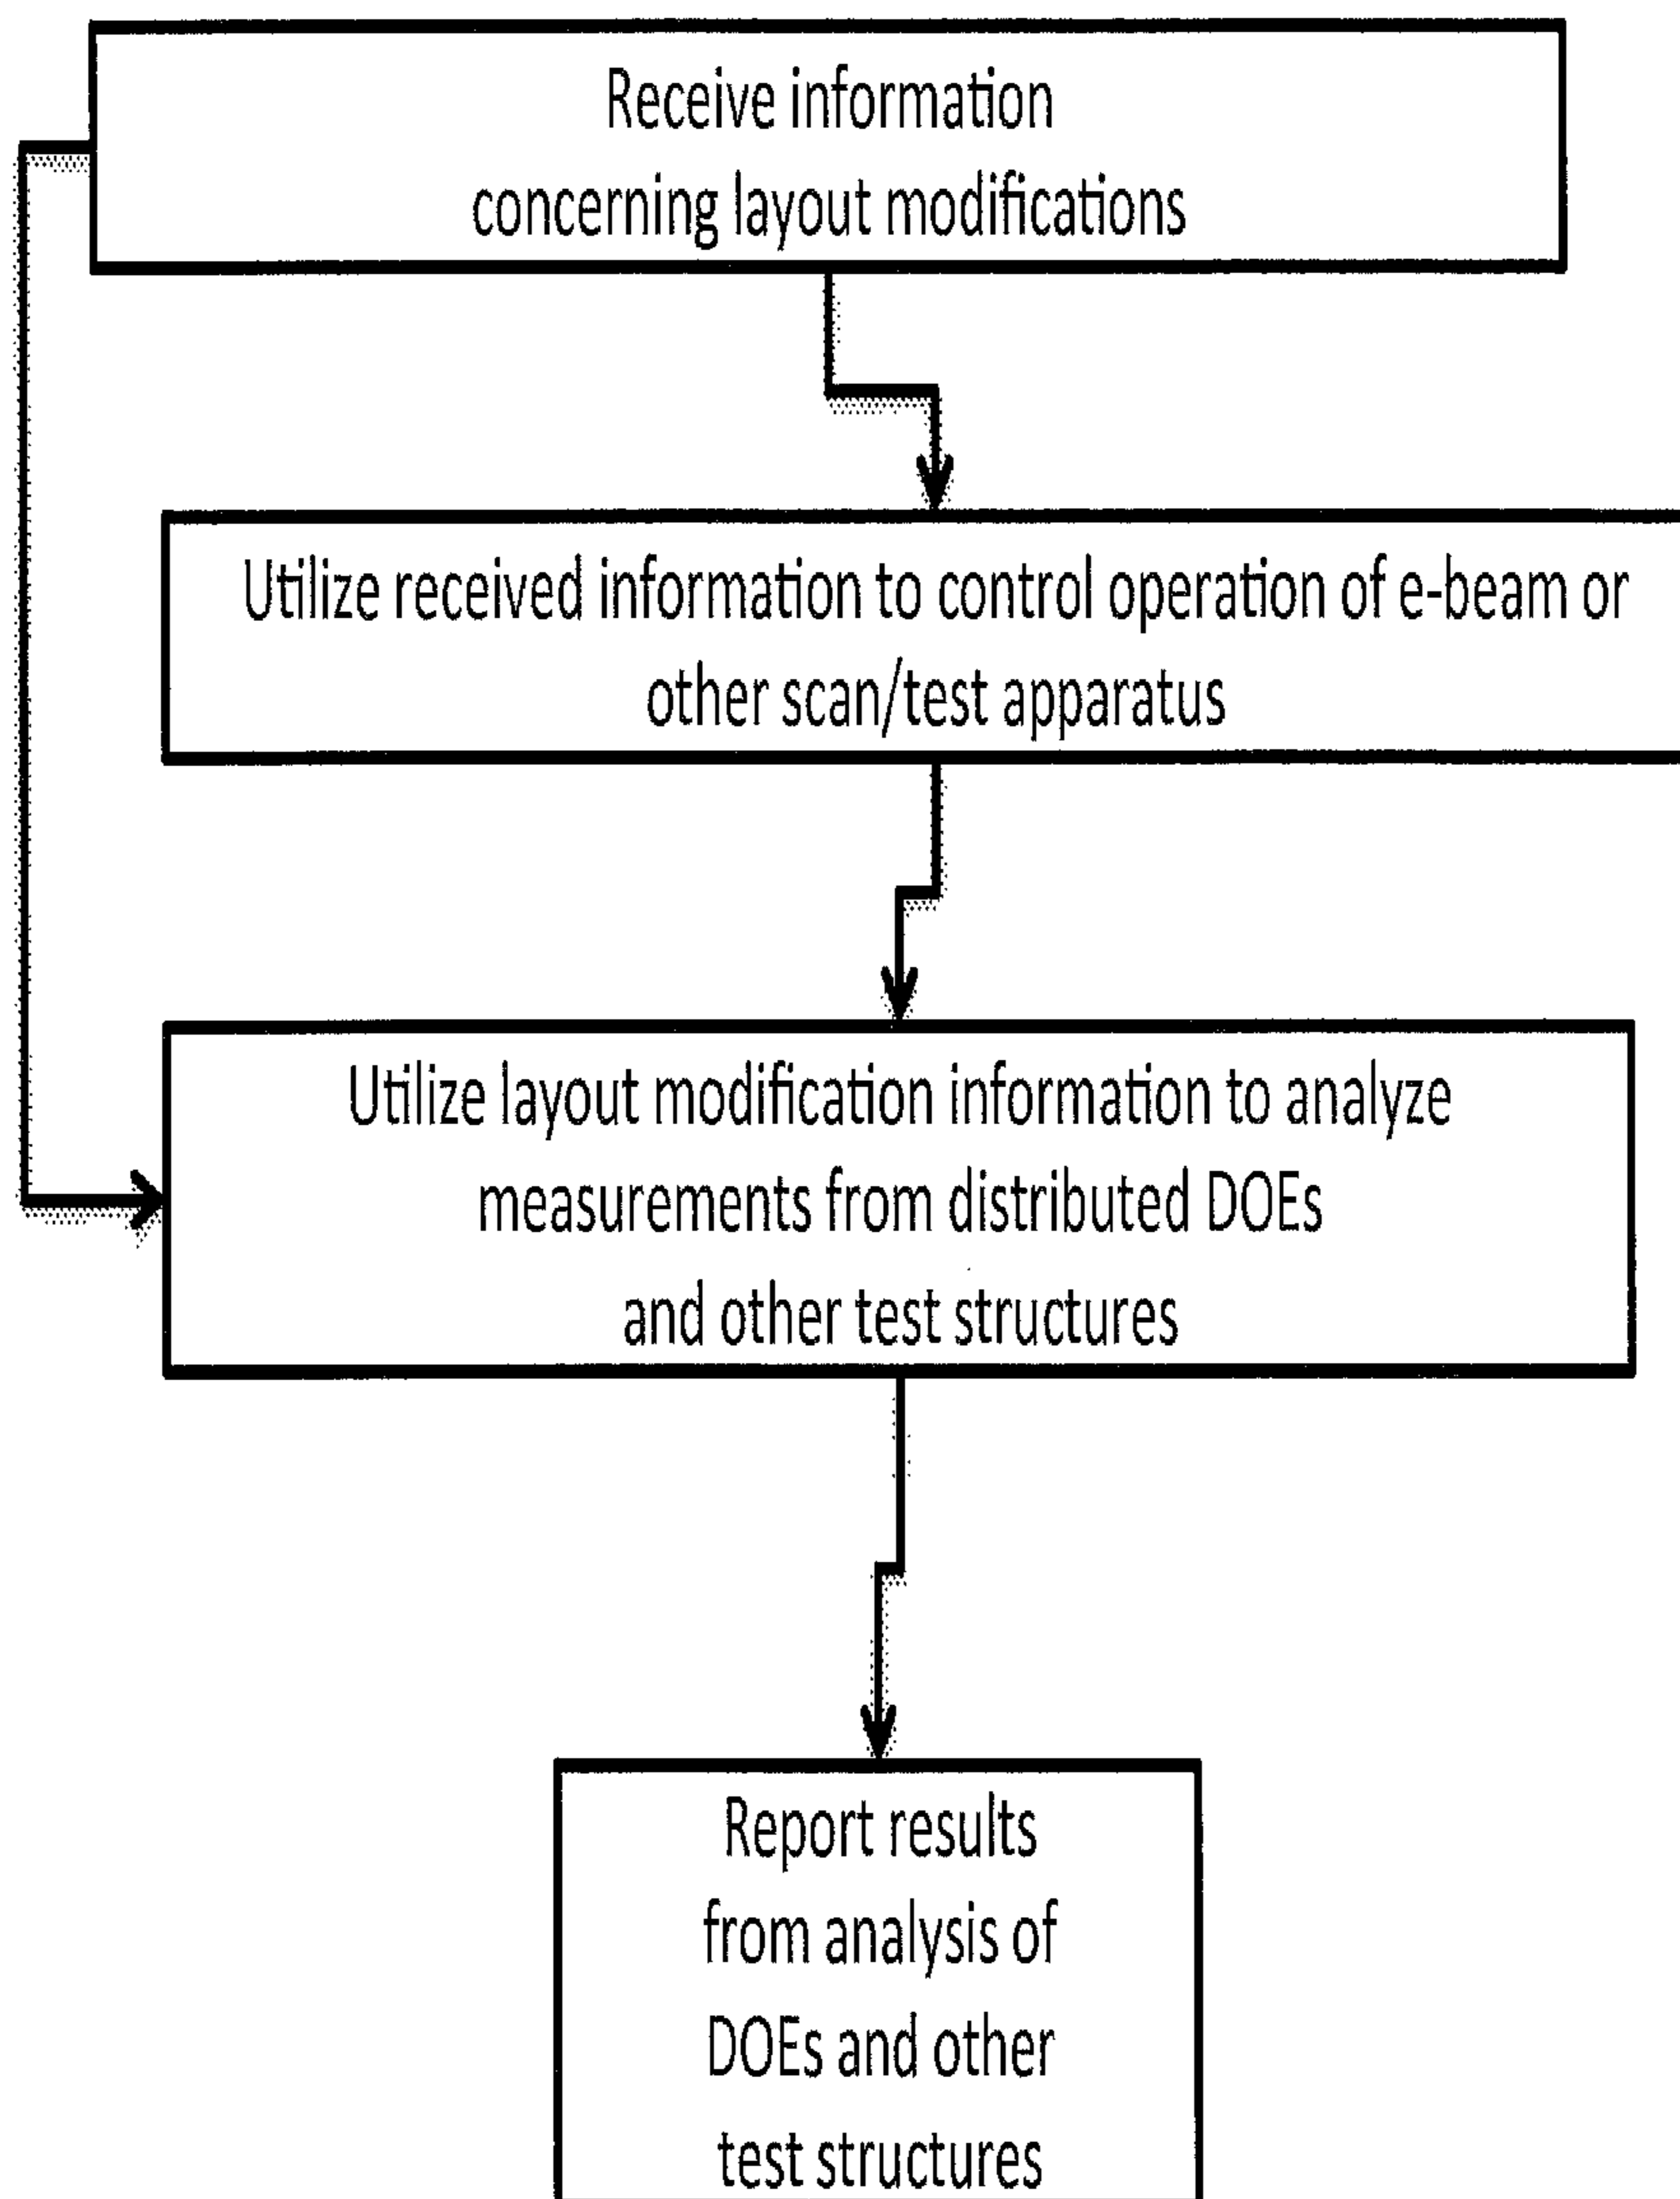 Receive information
concerning layout modifications
Utilize received information to control operation of e-beam or
other scan/test apparatus
Utilize layout modification information to analyze
measurements from distributed DOEs
and other test structures
Report results
from analysis of
DOEs and other
test structures